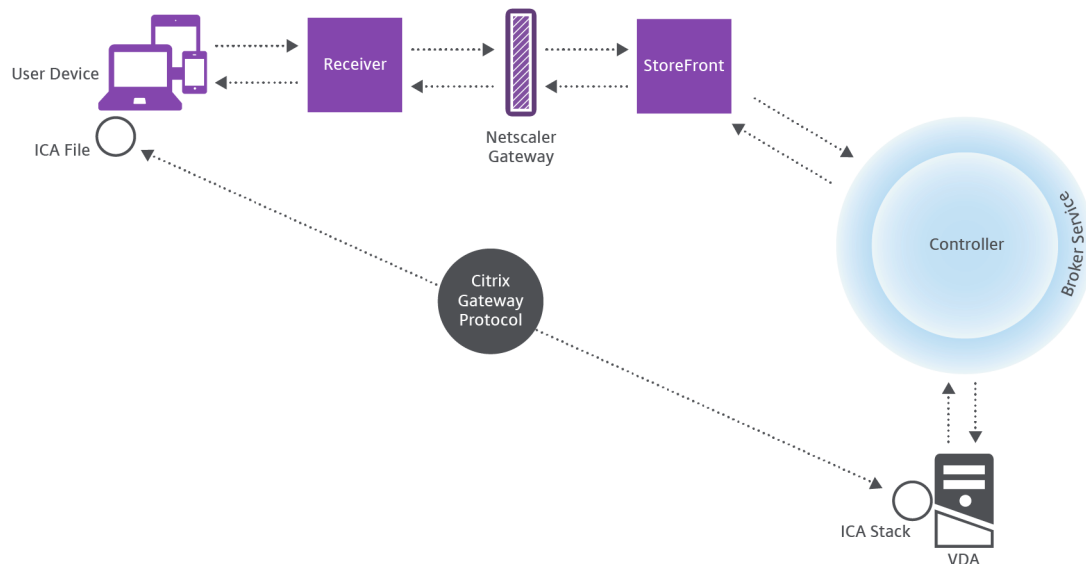 User Device
Receiver
StoreFront
Netscaler
Gateway
ICA File
Controller
Broker Service
Citrix
Gateway
Protocol
ICA Stack
VDA